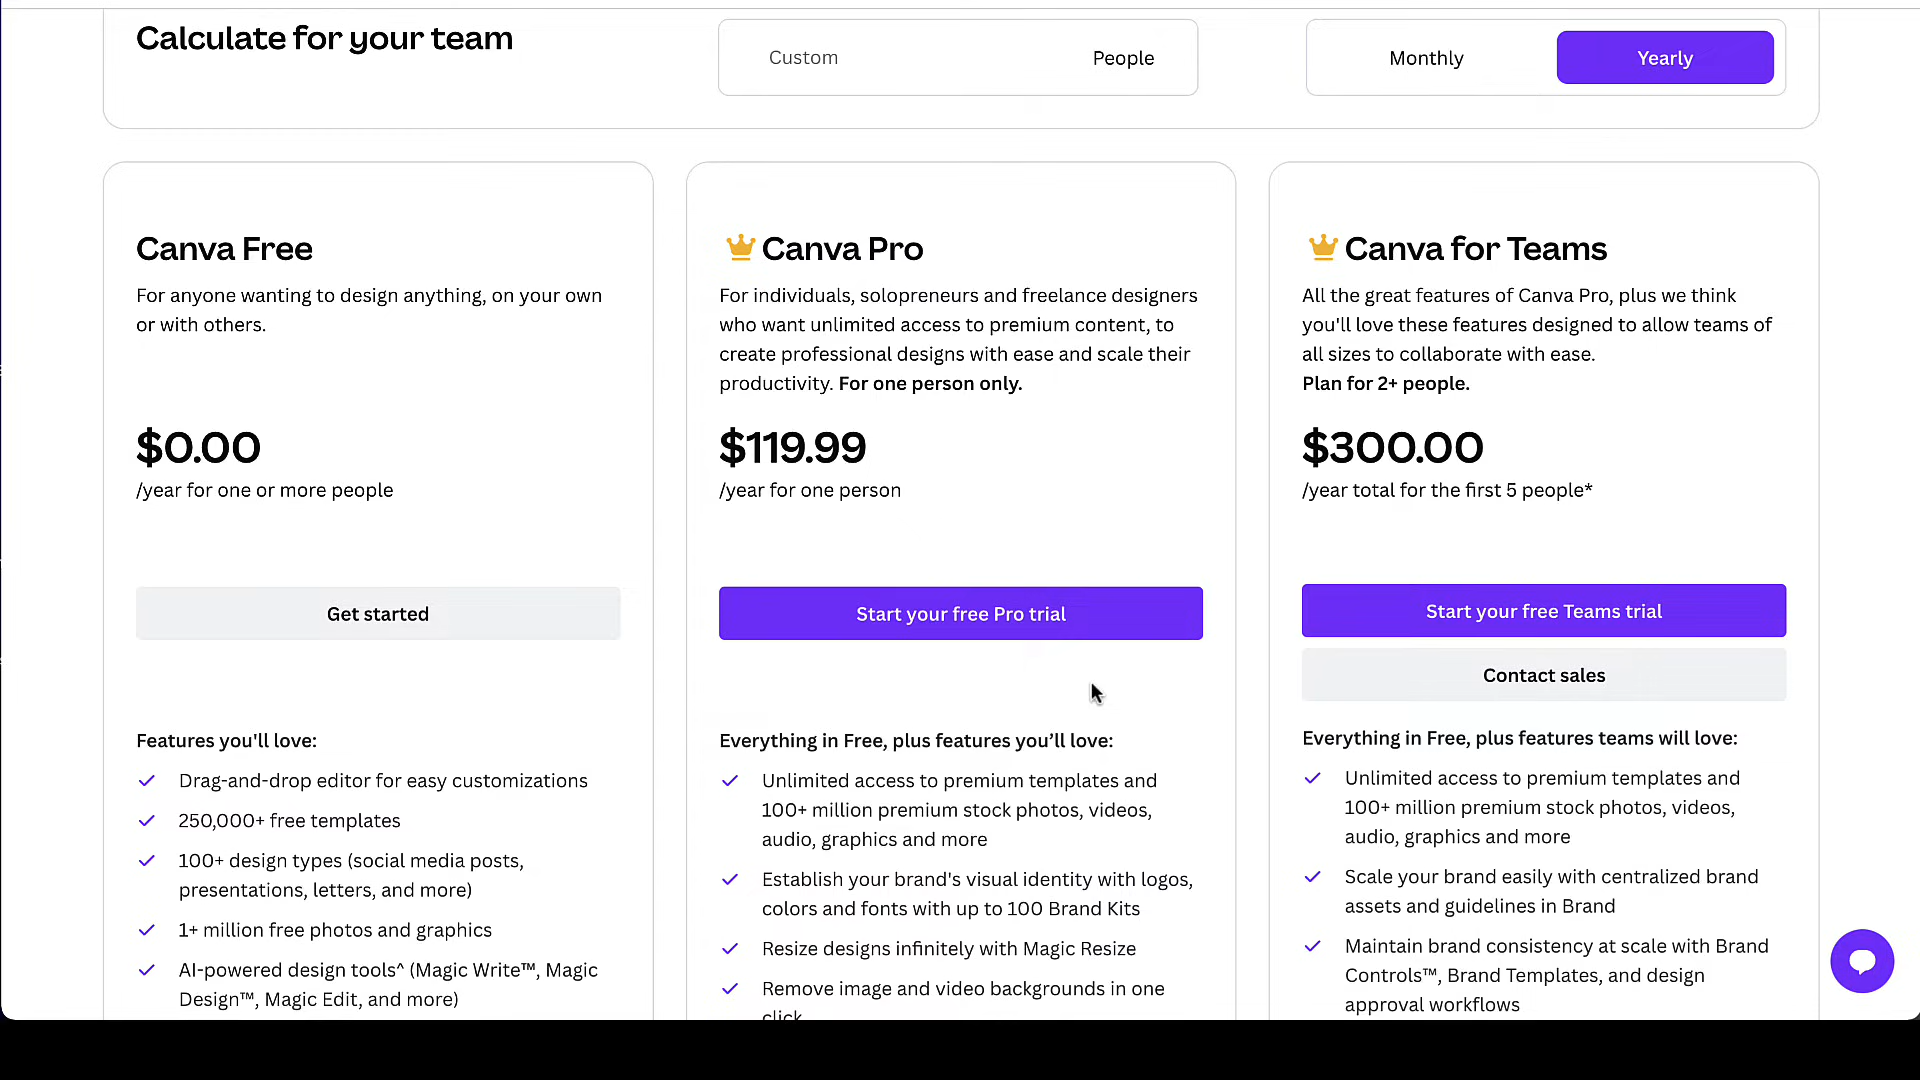 Calculate for your team
Custom
People
Monthly
Yearly
Canva Free
For anyone wanting to design anything, on your own
or with others.
$0.00
/year for one or more people
Get started
Features you'll love:
Drag-and-drop editor for easy customizations
250,000+ free templates
100+ design types (social media posts,
presentations, letters, and more)
1+ million free photos and graphics
AI-powered design tools^ (Magic Write™, Magic
Design™, Magic Edit, and more)
Canva Pro
For individuals, solopreneurs and freelance designers
who want unlimited access to premium content, to
create professional designs with ease and scale their
productivity. For one person only.
$119.99
/year for one person
Start your free Pro trial
Everything in Free, plus features you’ll love:
Unlimited access to premium templates and
100+ million premium stock photos, videos,
audio, graphics and more
Establish your brand's visual identity with logos,
colors and fonts with up to 100 Brand Kits
Resize designs infinitely with Magic Resize
Remove image and video backgrounds in one
click
Canva for Teams
All the great features of Canva Pro, plus we think
you'll love these features designed to allow teams of
all sizes to collaborate with ease.
Plan for 2+ people.
$300.00
/year total for the first 5 people*
Start your free Teams trial
Contact sales
Everything in Free, plus features teams will love:
Unlimited access to premium templates and
100+ million premium stock photos, videos,
audio, graphics and more
Scale your brand easily with centralized brand
assets and guidelines in Brand
Maintain brand consistency at scale with Brand
Controls™, Brand Templates, and design
approval workflows